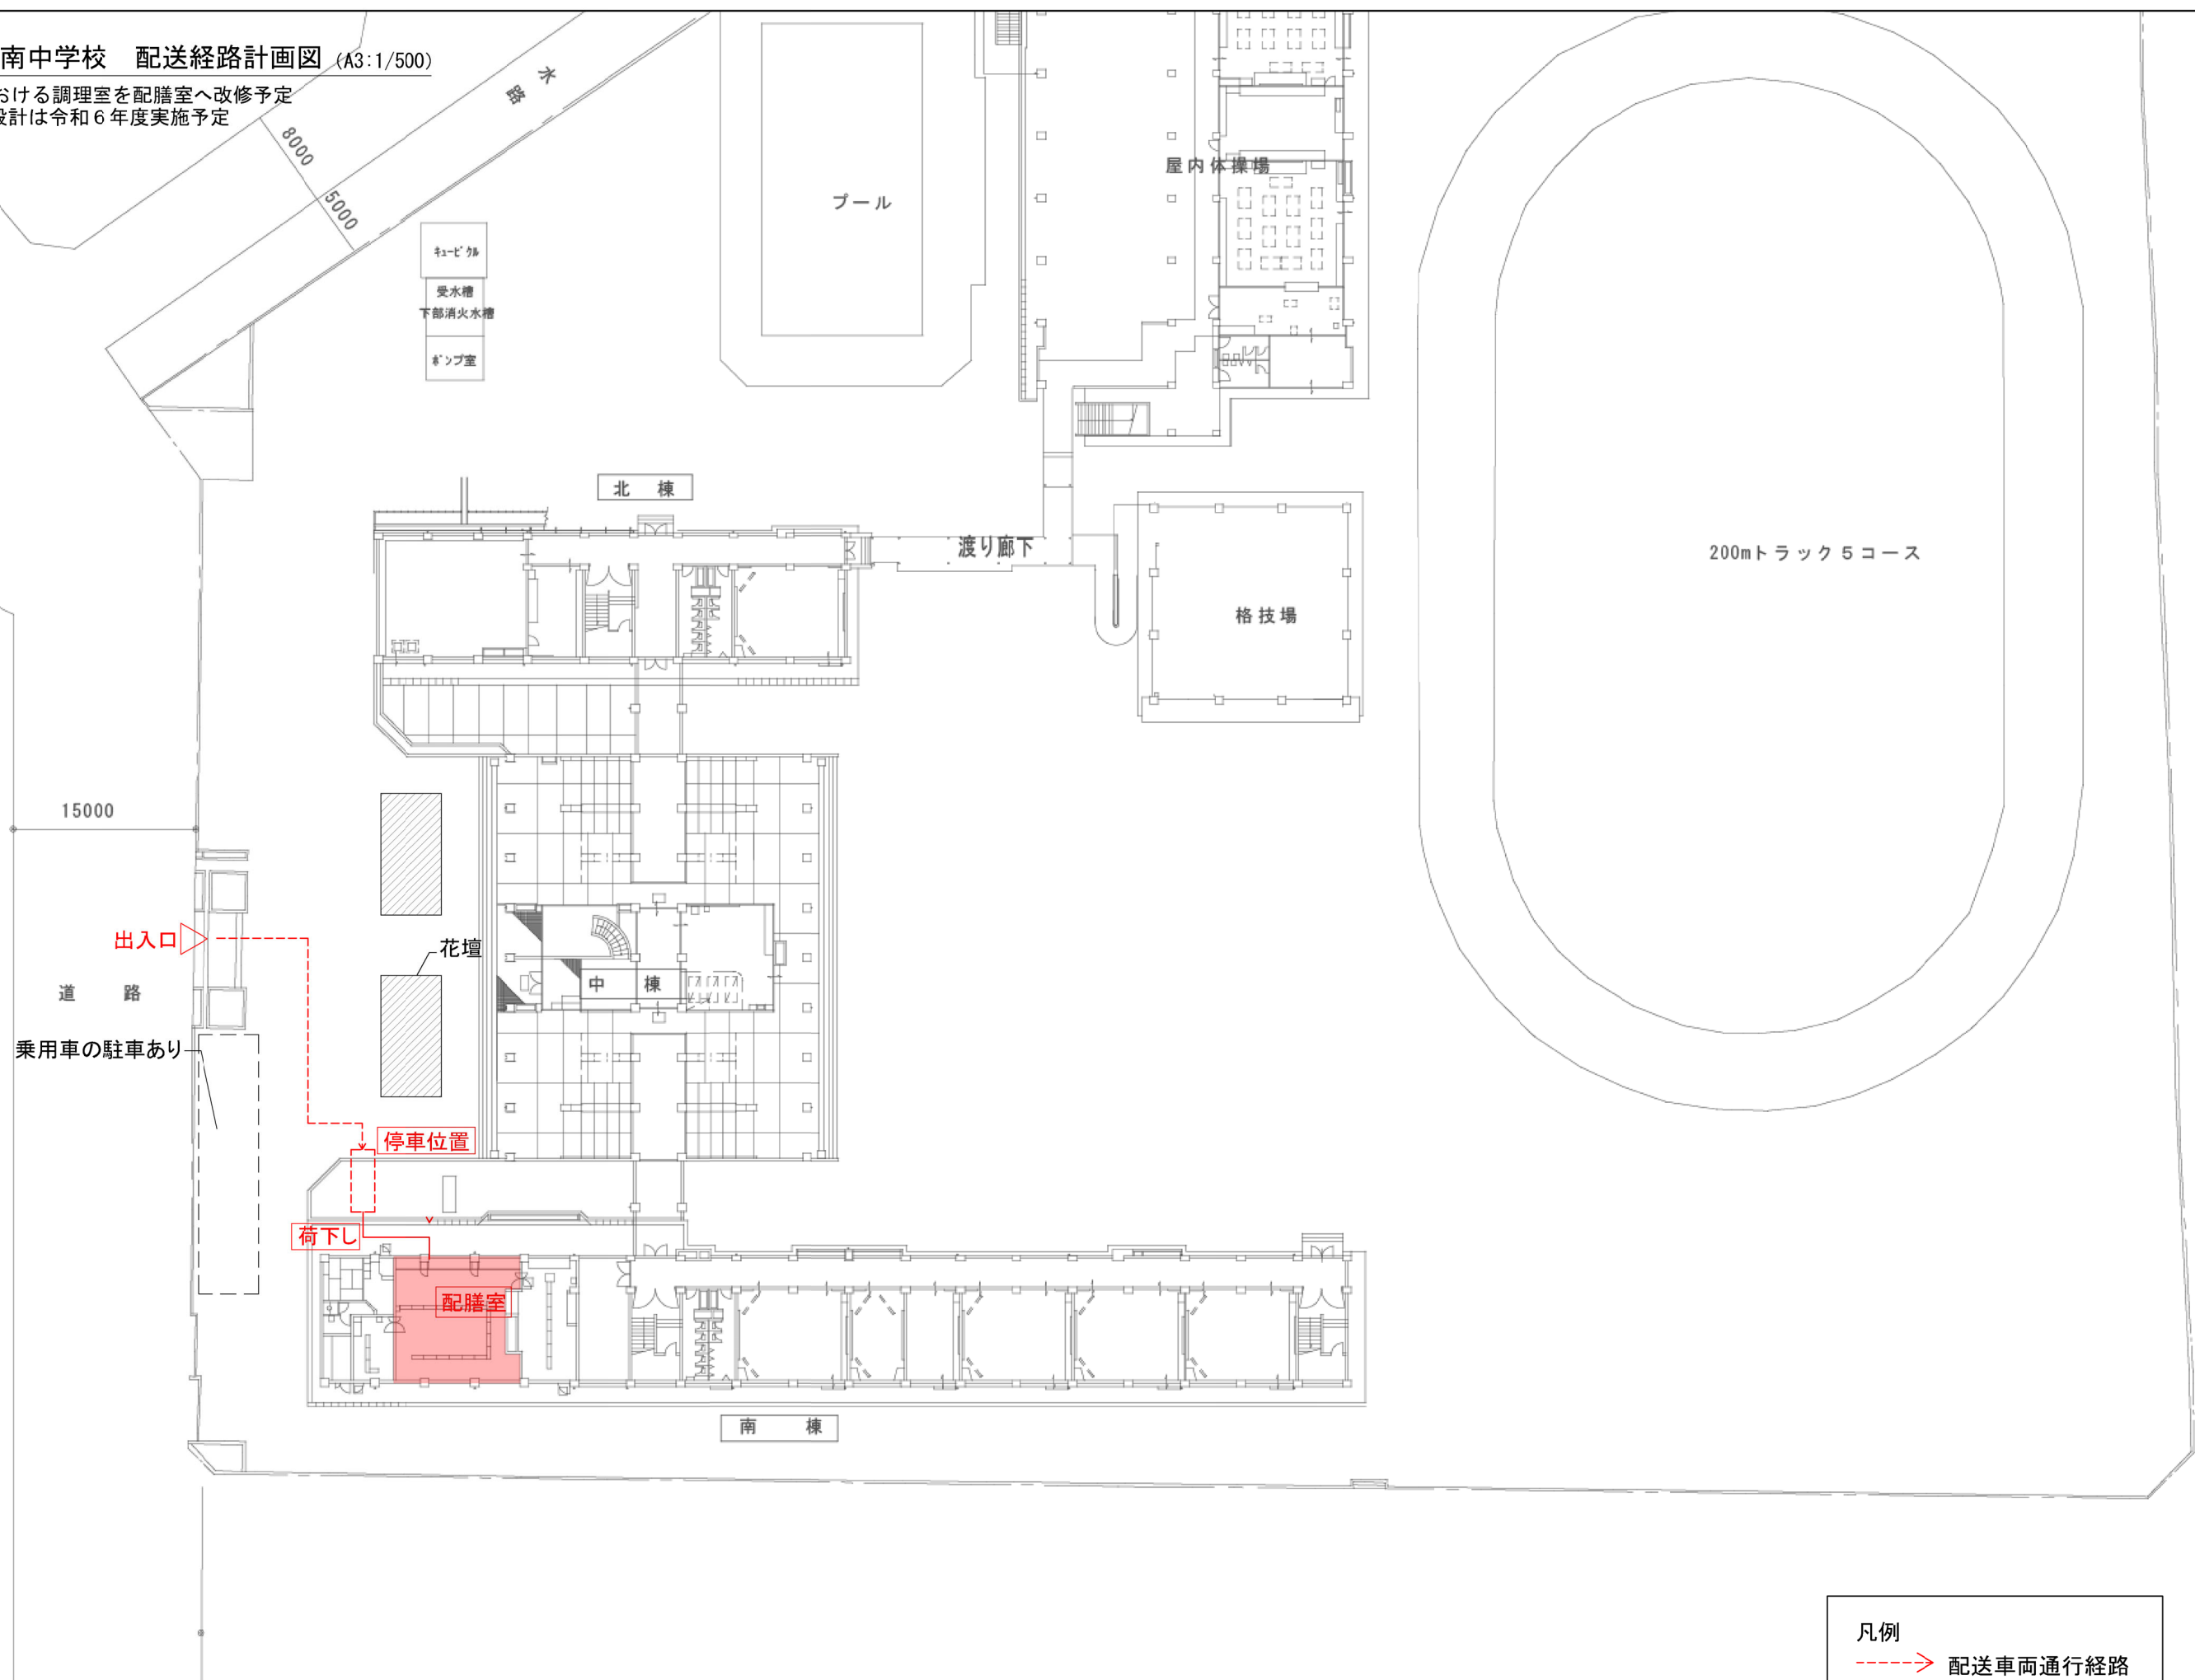 南中学校　配送経路計画図 (A3:1/500)
おける調理室を配膳室へ改修予定
設計は令和６年度実施予定
水路
8000
5000
キュービクル
受水槽
下部消火水槽
ポンプ室
プール
屋内体操場
北　棟
渡り廊下
格技場
200mトラック５コース
15000
出入口
花壇
中　棟
道　路
乗用車の駐車あり
停車位置
荷下し
配膳室
南　棟
凡例
配送車両通行経路